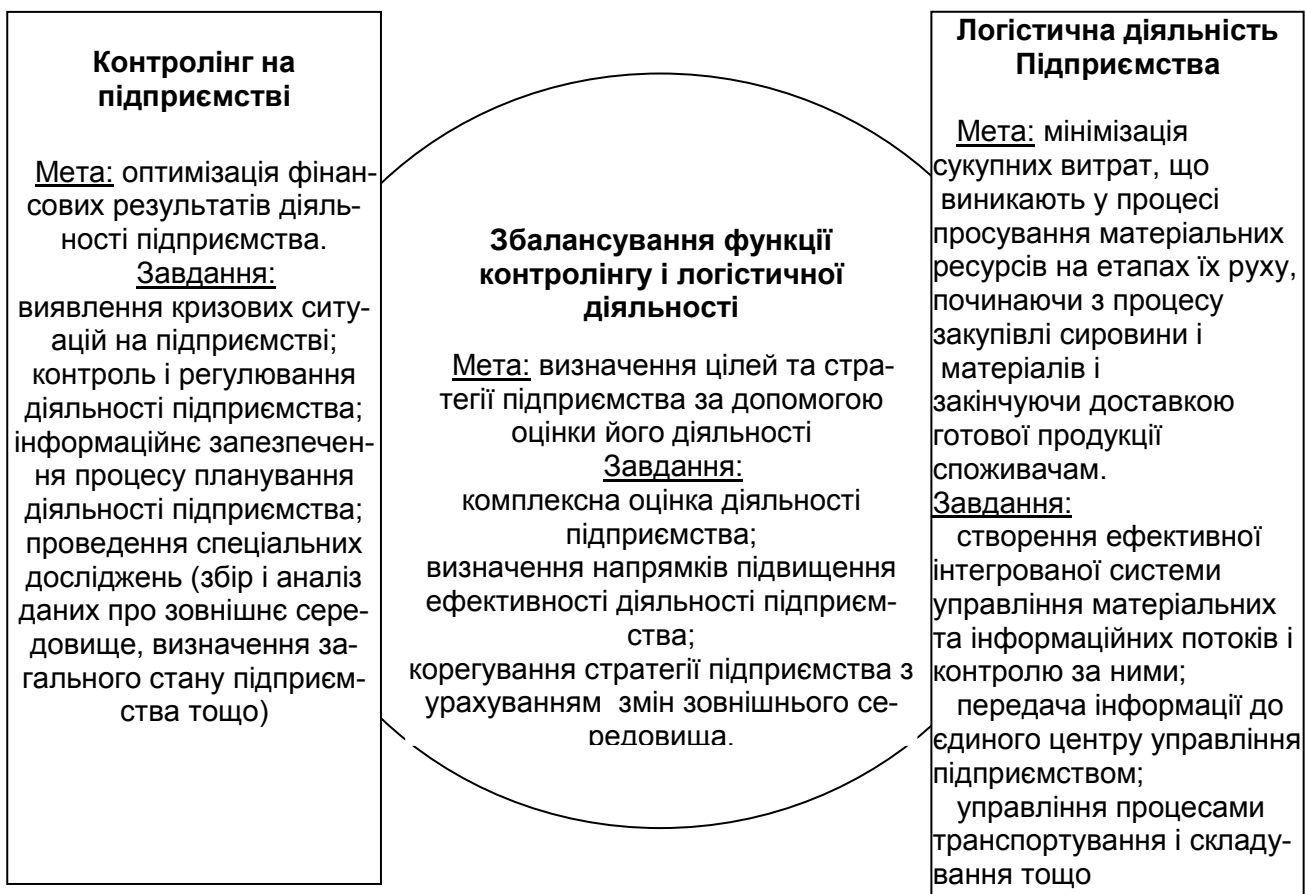 Контролінг на
підприємстві
Мета: оптимізація фінан-
сових результатів діяль-
ності підприємства.
Завдання:
виявлення кризових ситу-
ацій на підприємстві;
контроль і регулювання
діяльності підприємства;
інформаційнє запезпечен-
ня процесу планування
діяльності підприємства;
проведення спеціальних
досліджень (збір і аналіз
даних про зовнішнє сере-
довище, визначення за-
гального стану підприєм-
ства тощо)
Збалансування функції
контролінгу і логістичної
діяльності
Мета: визначення цілей та стра-
тегії підприємства за допомогою
оцінки його діяльності
Завдання:
комплексна оцінка діяльності
підприємства;
визначення напрямків підвищення
ефективності діяльності підприєм-
ства;
корегування стратегії підприємства з
урахуванням змін зовнішнього се-
редовища.
Логістична діяльність
Підприємства
Мета: мінімізація
сукупних витрат, що
виникають у процесі
просування матеріальних
ресурсів на етапах їх руху,
починаючи з процесу
закупівлі сировини і
матеріалів і
закінчуючи доставкою
готової продукції
споживачам.
Завдання:
створення ефективної
інтегрованої системи
управління матеріальних
та інформаційних потоків і
контролю за ними;
передача інформації до
єдиного центру управління
підприємством;
управління процесами
транспортування і складу-
вання тощо